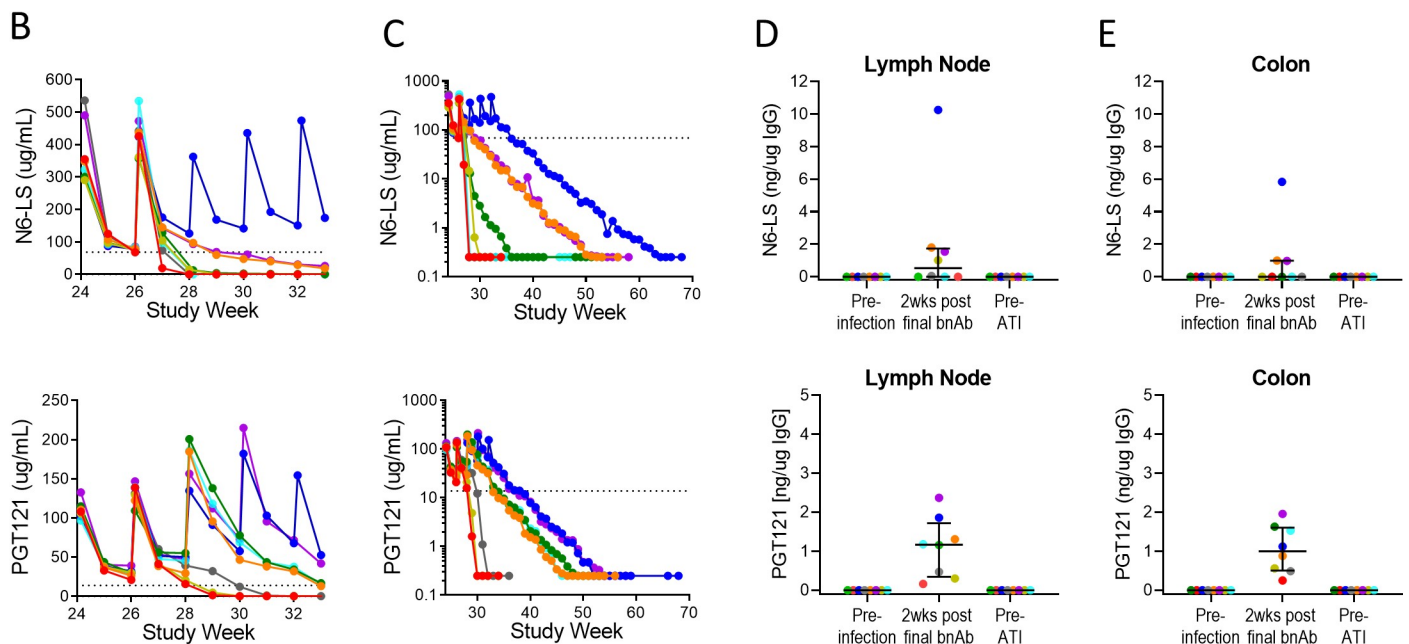 B
N6-LS (ug/mL)
600
500
400
300
200
100
0
24 26 28 30 32
Study Week
C
N6-LS (ug/mL)
1000
100
10
1
0.1
30 40 50 60 70
Study Week
D
Lymph Node
N6-LS (ng/ug IgG)
12
10
8
6
4
2
0
Pre- 2wks post Pre-
infection final bnAb ATI
E
Colon
N6-LS (ng/ug IgG)
12
10
8
6
4
2
0
Pre- 2wks post Pre-
infection final bnAb ATI
PGT121 (ug/mL)
250
200
150
100
50
0
24 26 28 30 32
Study Week
PGT121 (ug/mL)
1000
100
10
1
0.1
30 40 50 60 70
Study Week
Lymph Node
PGT121 [ng/ug IgG]
5
4
3
2
1
0
Pre- 2wks post Pre-
infection final bnAb ATI
Colon
PGT121 (ng/ug IgG)
5
4
3
2
1
0
Pre- 2wks post Pre-
infection final bnAb ATI